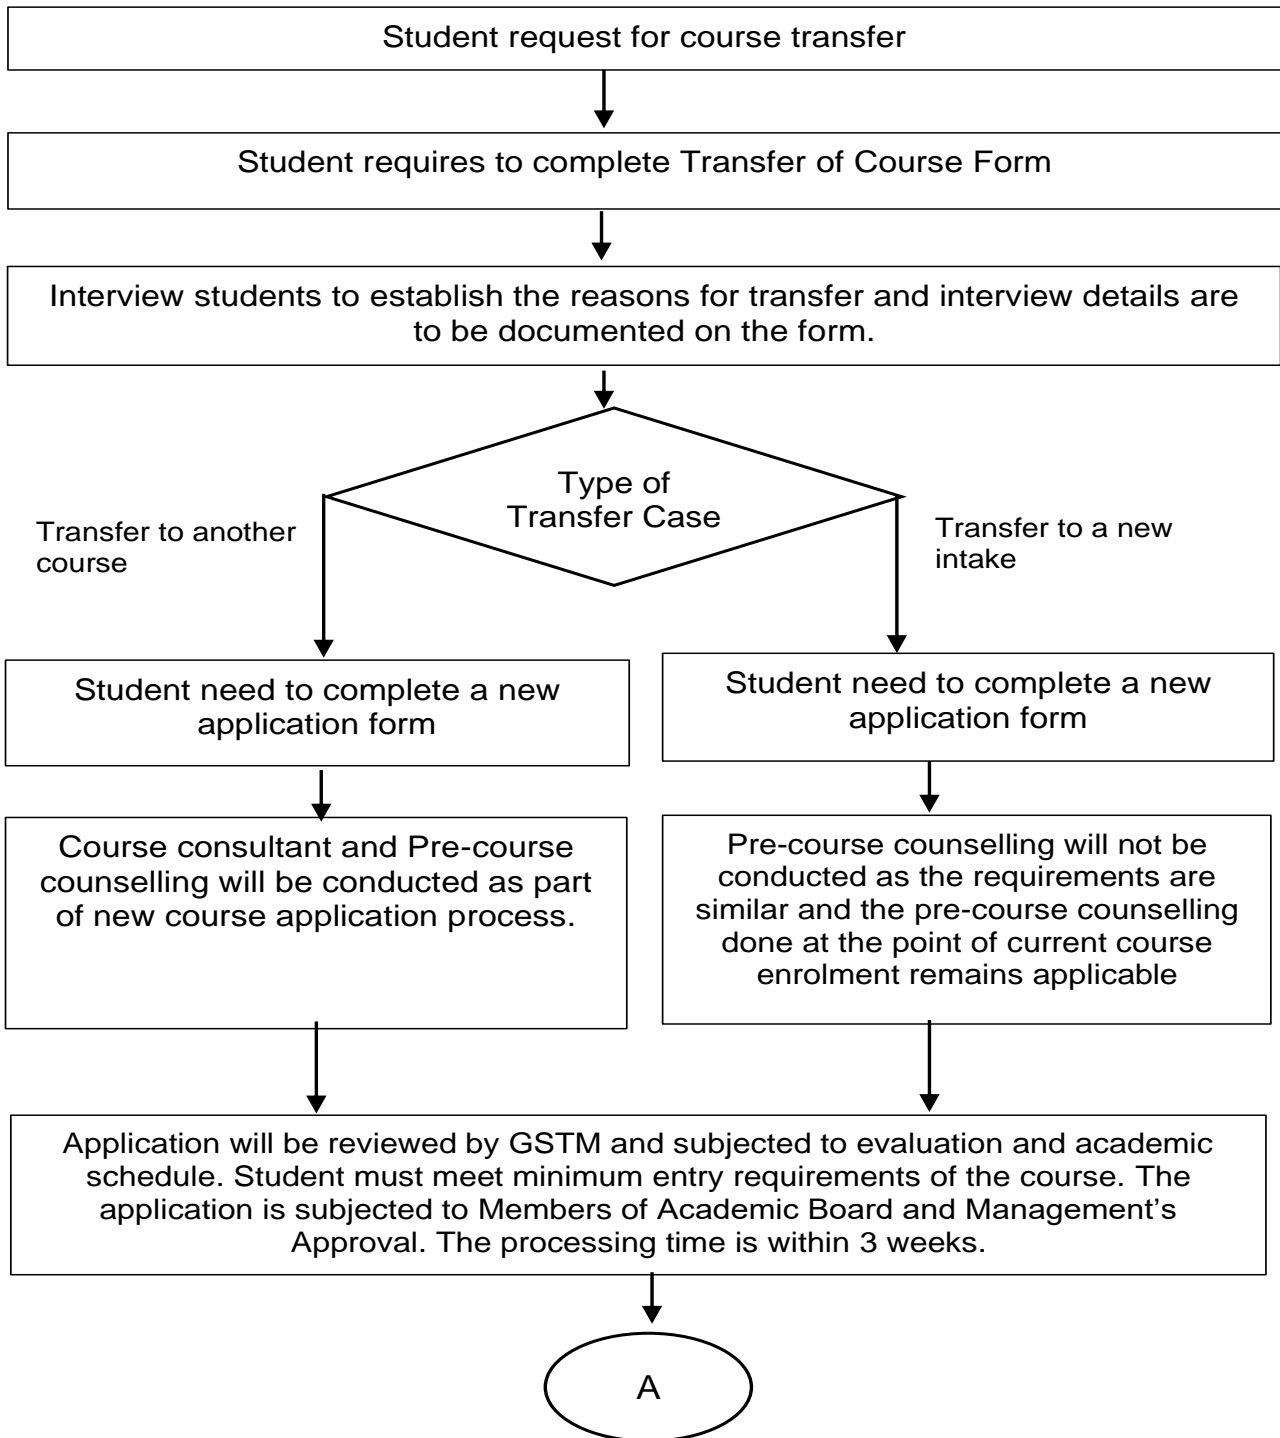 Student request for course transfer
Student requires to complete Transfer of Course Form
Interview students to establish the reasons for transfer and interview details are
to be documented on the form.
Type of
Transfer Case
Transfer to another
course
Transfer to a new
intake
Student need to complete a new
application form
Student need to complete a new
application form
Course consultant and Pre-course
counselling will be conducted as part
of new course application process.
Pre-course counselling will not be
conducted as the requirements are
similar and the pre-course counselling
done at the point of current course
enrolment remains applicable
Application will be reviewed by GSTM and subjected to evaluation and academic
schedule. Student must meet minimum entry requirements of the course. The
application is subjected to Members of Academic Board and Management’s
Approval. The processing time is within 3 weeks.
A